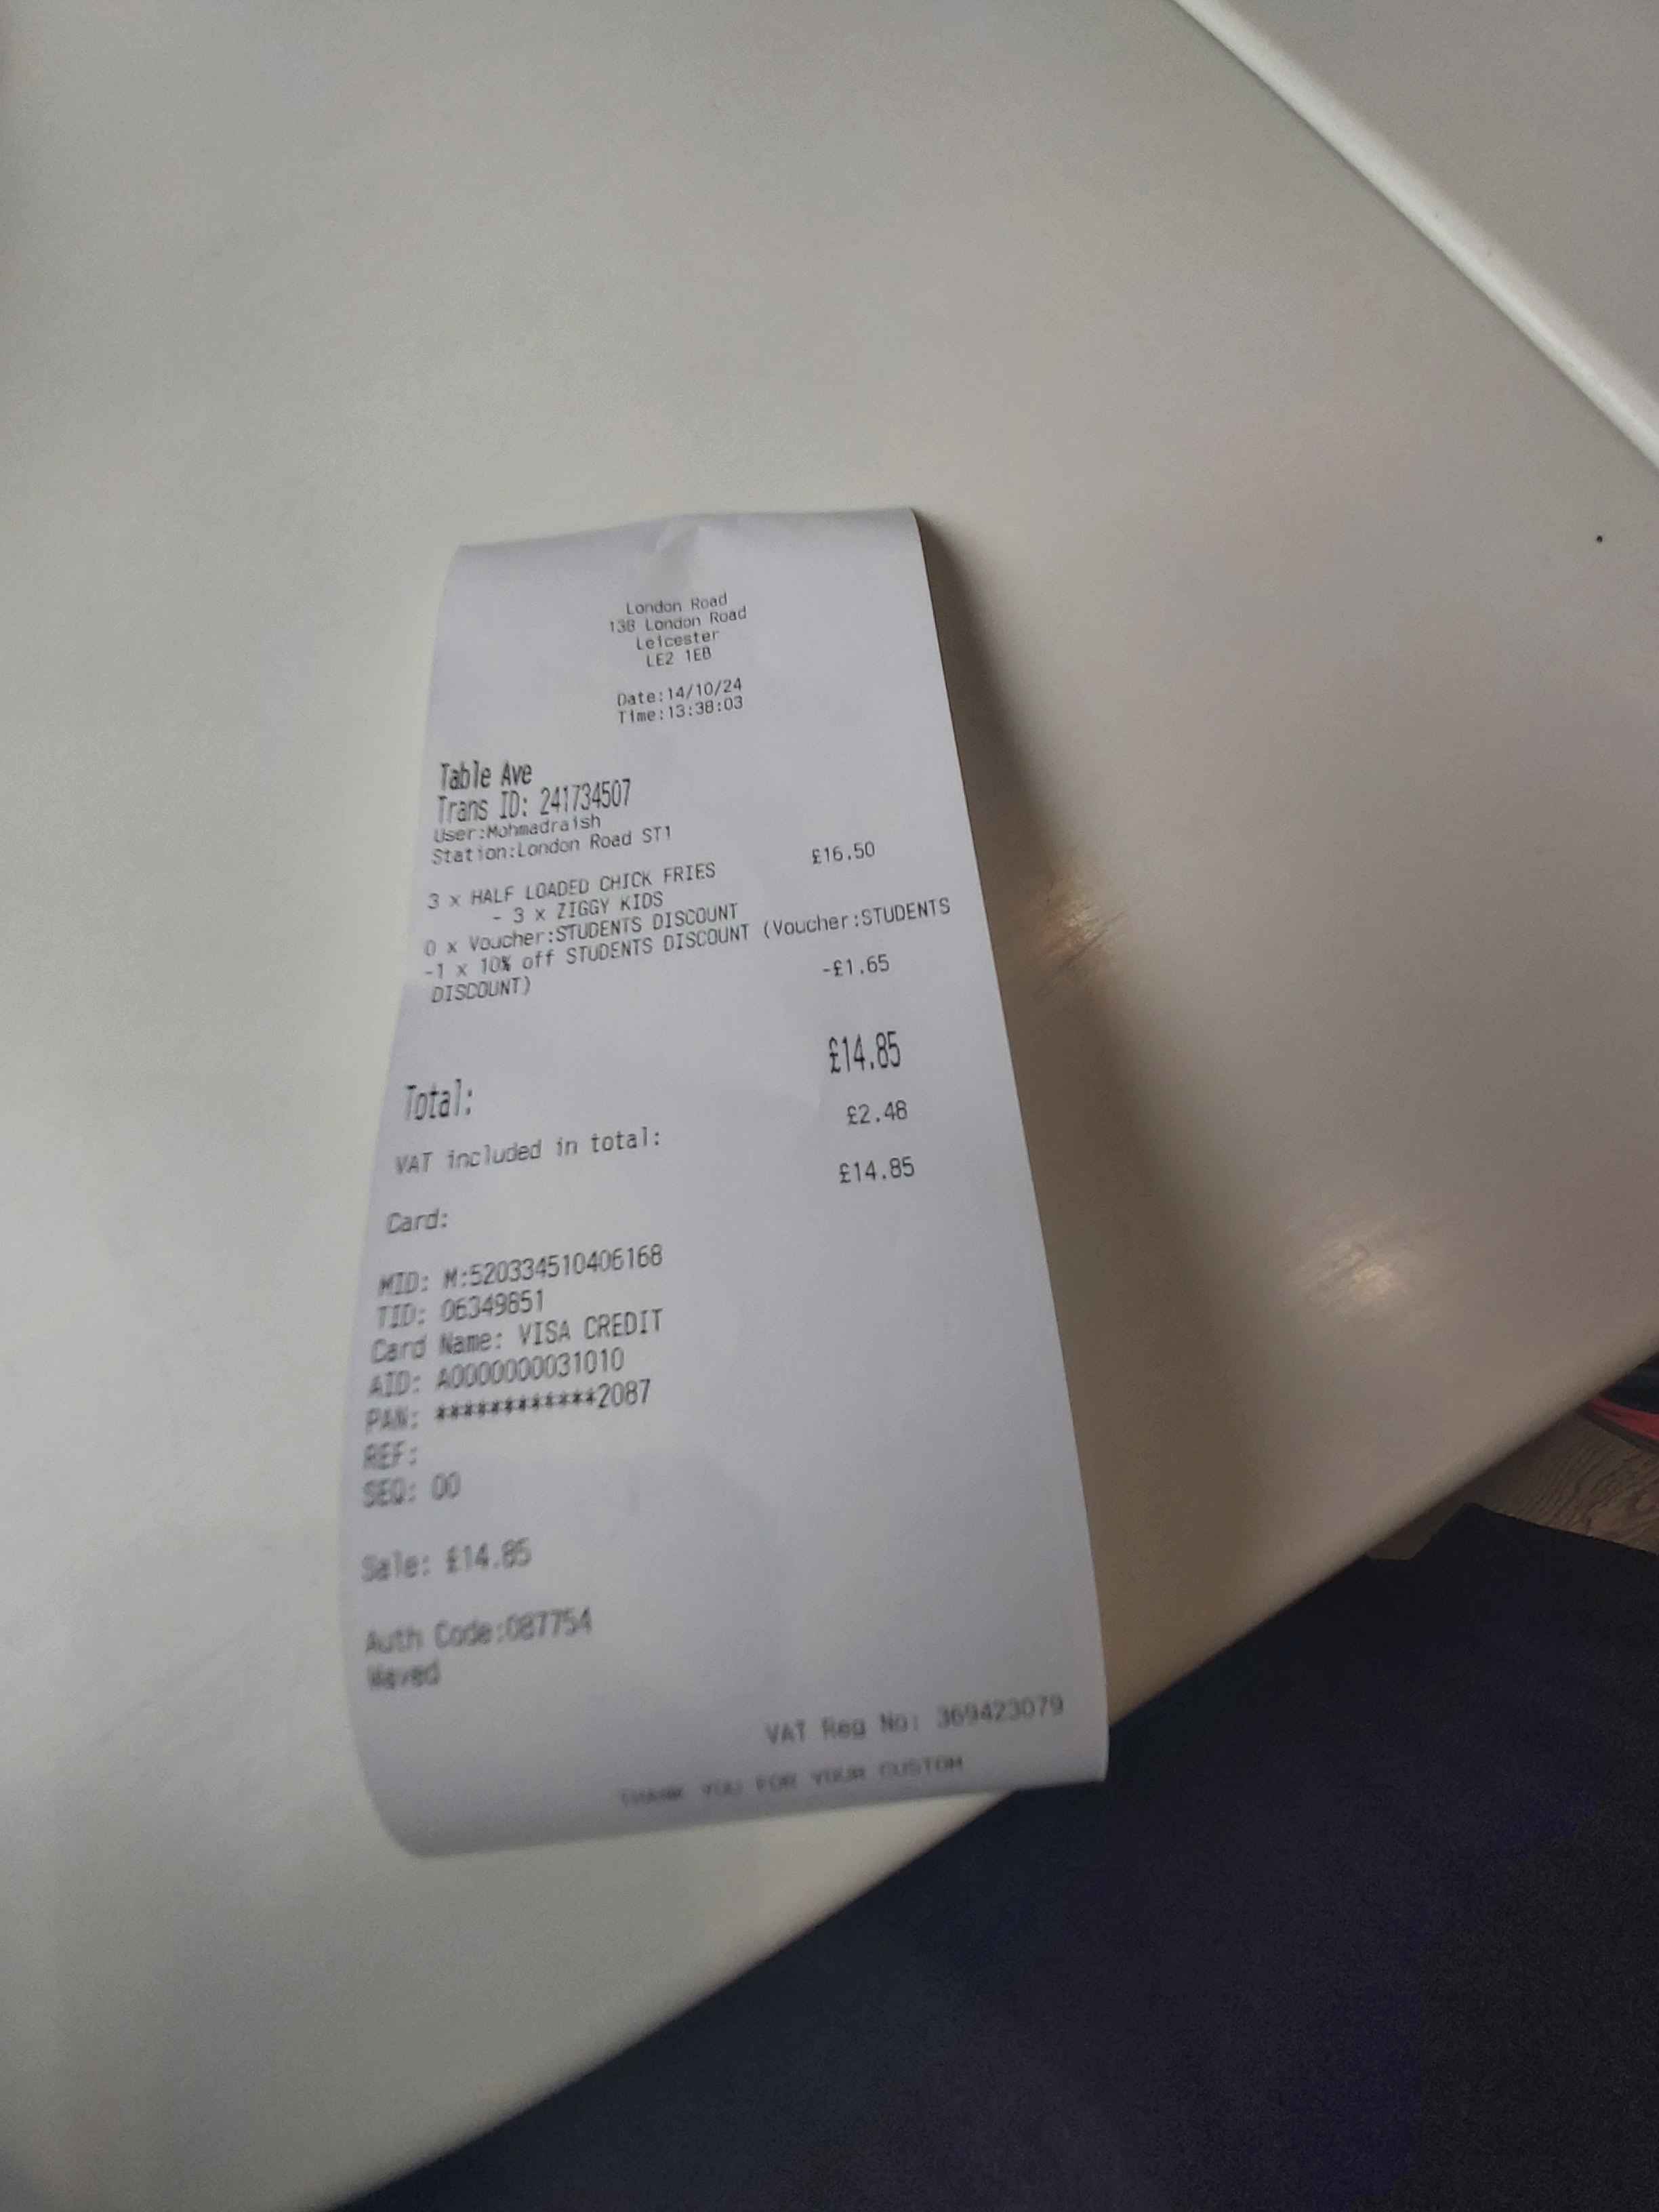 London Road
138 London Road
Leicester
LE2 1EB
Date:14/10/24
Time:13:38:03
Table Ave
Trans ID: 241734507
User:Mohmadraish
Station:London Road ST1
3 x HALF LOADED CHICK FRIES £16.50
- 3 x ZIGGY KIDS
0 x Voucher:STUDENTS DISCOUNT
-1 x 10% off STUDENTS DISCOUNT (Voucher:STUDENTS
DISCOUNT) -£1.65
Total: £14.85
VAT included in total: £2.48
Card: £14.85
MID: M:520334510406168
TID: 06349851
Card Name: VISA CREDIT
AID: A0000000031010
PAN: ************2087
REF:
SEQ: 00
Sale: £14.85
Auth Code:087754
Waved
VAT Reg No: 369423079
THANK YOU FOR YOUR CUSTOM